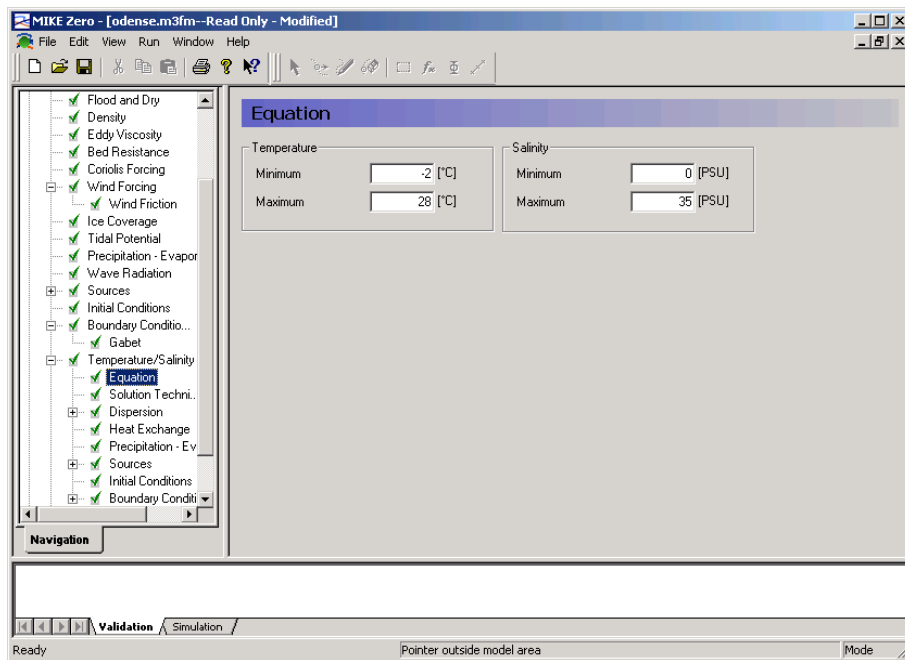 MIKE Zero - [odense.m3fm--Read Only - Modified]
File Edit View Run Window Help
Flood and Dry
Density
Eddy Viscosity
Bed Resistance
Coriolis Forcing
Wind Forcing
Wind Friction
Ice Coverage
Tidal Potential
Precipitation - Evapor
Wave Radiation
Sources
Initial Conditions
Boundary Conditio...
Gabet
Temperature/Salinity
Equation
Solution Techni..
Dispersion
Heat Exchange
Precipitation - Ev
Sources
Initial Conditions
Boundary Conditi
Navigation
Equation
Temperature
Minimum -2 [°C]
Maximum 28 [°C]
Salinity
Minimum 0 [PSU]
Maximum 35 [PSU]
Validation Simulation
Ready Pointer outside model area Mode